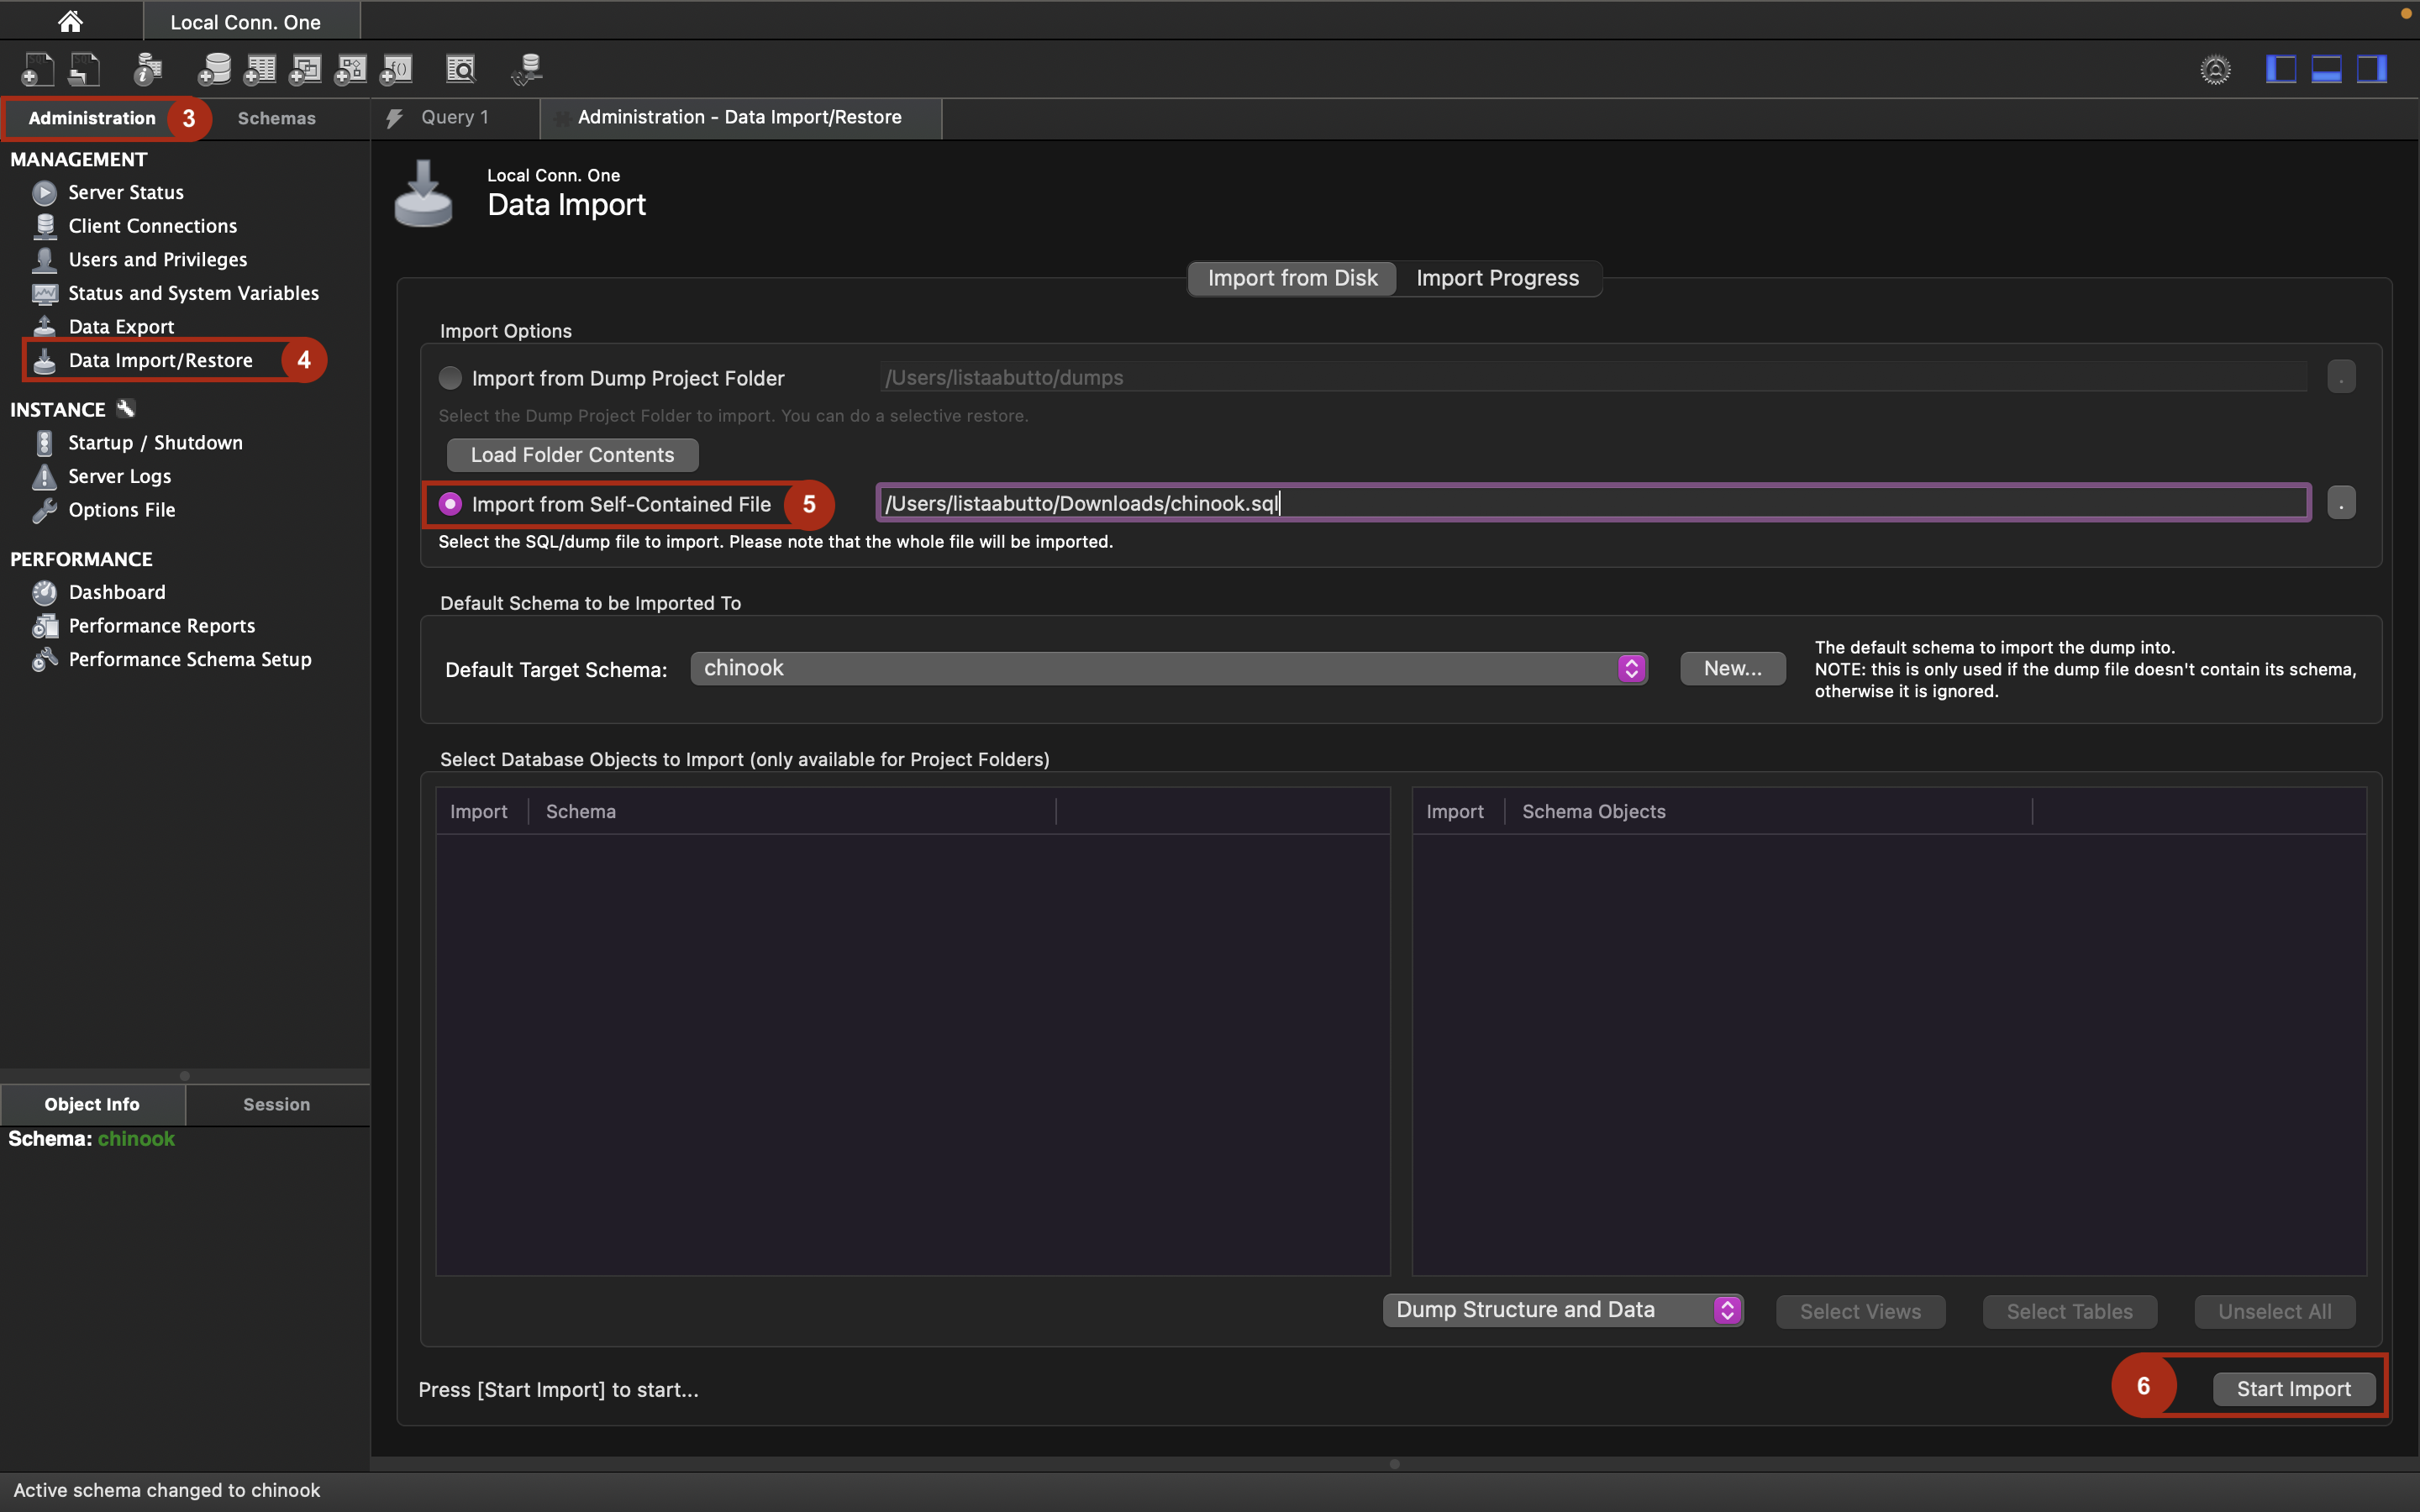 Local Conn. One
Administration
3
Schemas
Query 1
Administration - Data Import/Restore
MANAGEMENT
Server Status
Client Connections
Users and Privileges
Status and System Variables
Data Export
Data Import/Restore
4
INSTANCE
Startup / Shutdown
Server Logs
Options File
PERFORMANCE
Dashboard
Performance Reports
Performance Schema Setup
Object Info
Session
Schema: chinook
Local Conn. One
Data Import
Import from Disk
Import Progress
Import Options
Import from Dump Project Folder
/Users/listaabutto/dumps
.
Select the Dump Project Folder to import. You can do a selective restore.
Load Folder Contents
Import from Self-Contained File
5
/Users/listaabutto/Downloads/chinook.sql
.
Select the SQL/dump file to import. Please note that the whole file will be imported.
Default Schema to be Imported To
Default Target Schema:
chinook
New...
The default schema to import the dump into.
NOTE: this is only used if the dump file doesn't contain its schema,
otherwise it is ignored.
Select Database Objects to Import (only available for Project Folders)
Import
Schema
Import
Schema Objects
Dump Structure and Data
Select Views
Select Tables
Unselect All
Press [Start Import] to start...
6
Start Import
Active schema changed to chinook